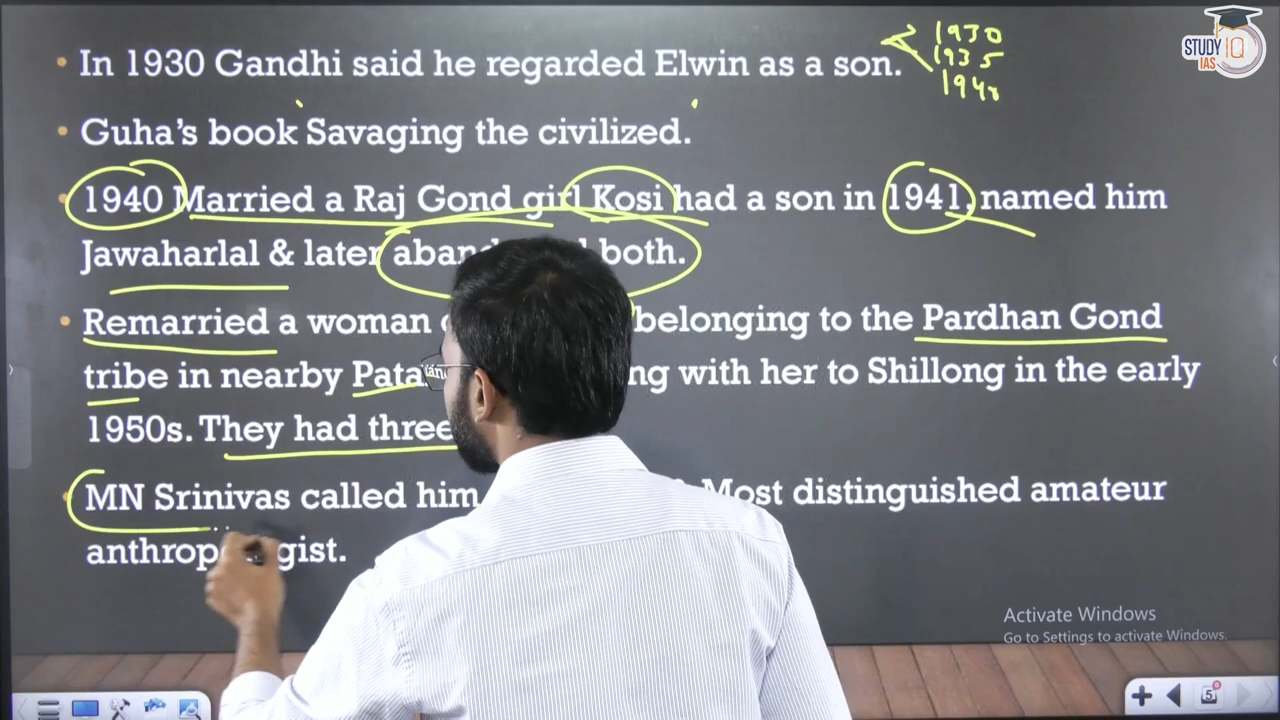 In 1930 Gandhi said he regarded Elwin as a son.
1930
1935
STUDY IQ
IAS
Guha's book Savaging the civilized.
1940 Married a Raj Gond girl Kosi had a son in 1941, named him
Jawaharlal & later both.
Remarried a woman belonging to the Pardhan Gond
tribe in nearby with her to Shillong in the early
1950s. They had three
MN Srinivas called him Most distinguished amateur
Activate Windows
Go to Settings to activate Windows.
5